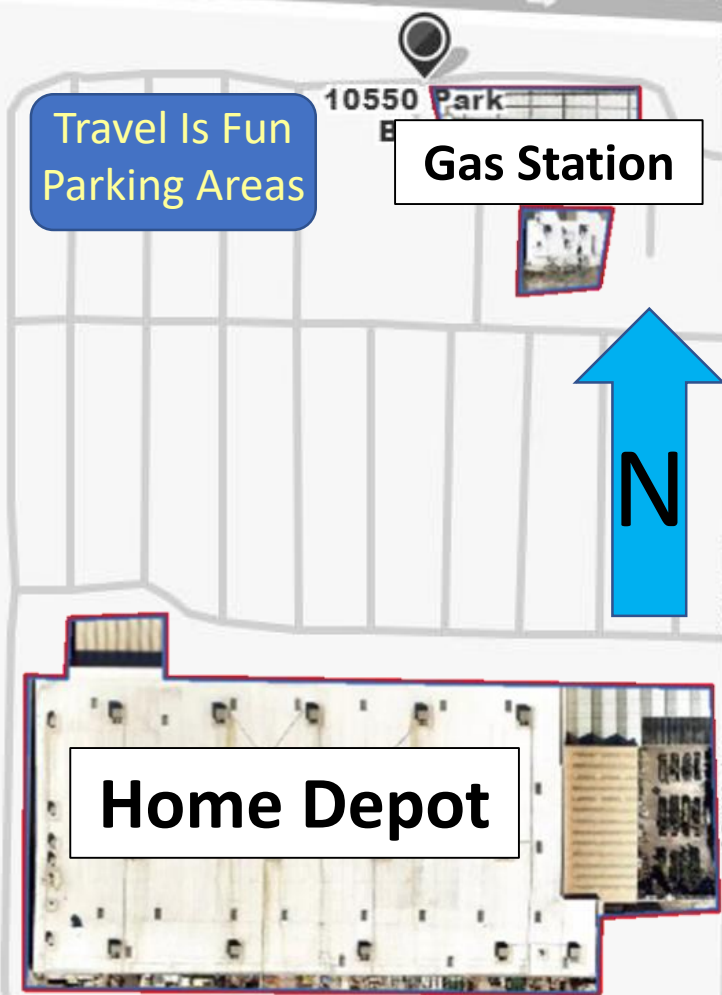 10550 Park
B
Travel Is Fun
Parking Areas
Gas Station
N
Home Depot